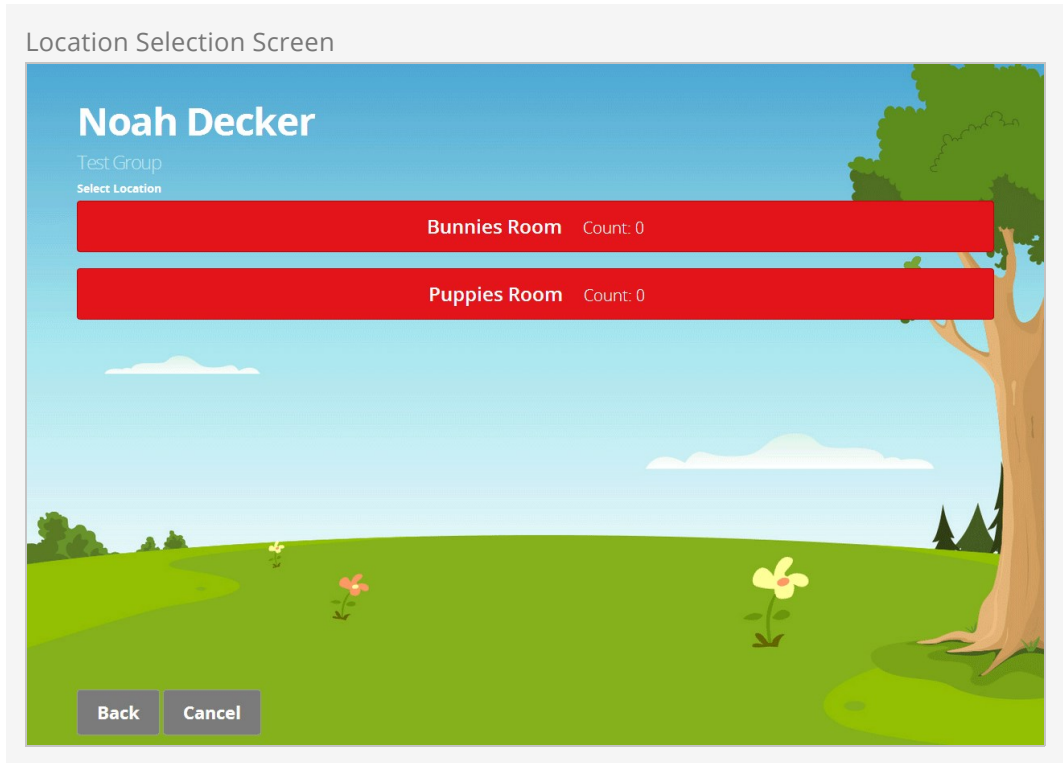 Location Selection Screen
Noah Decker
Test Group
Select Location
Bunnies Room Count: 0
Puppies Room Count: 0
Back Cancel